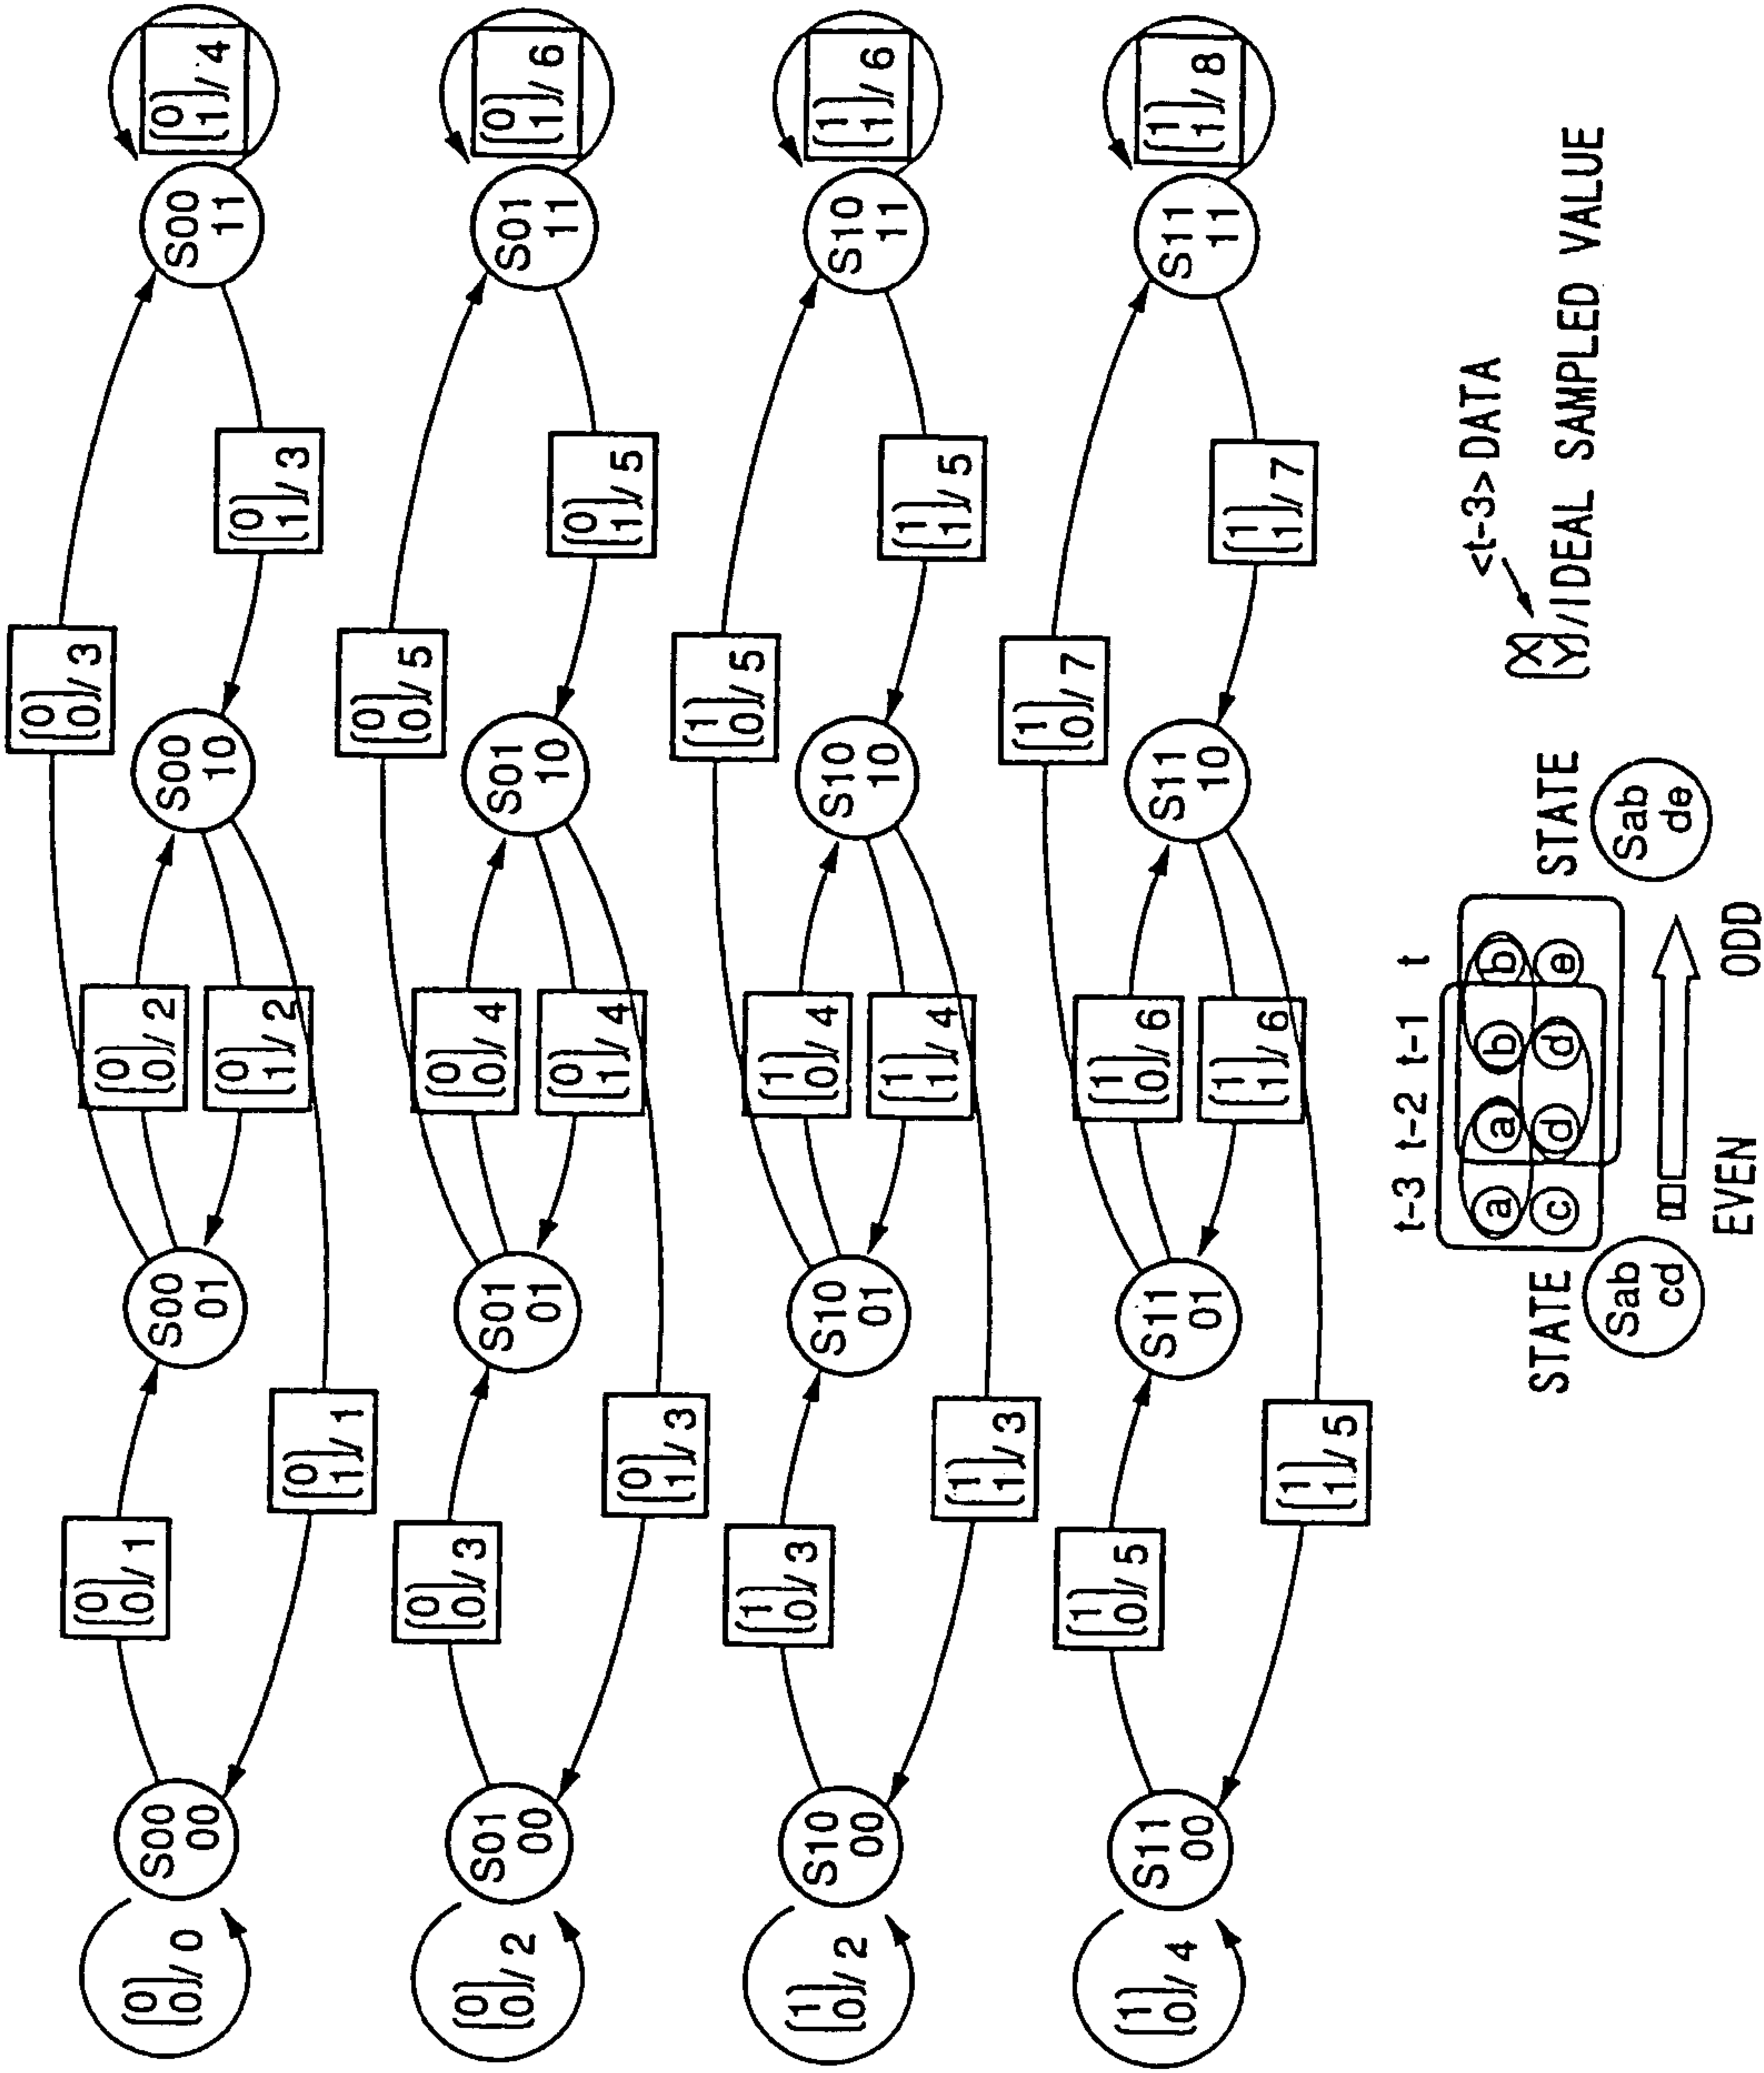 (0
0)/0
S00
00
(0
0)/1
(0
1)/1
S00
01
(0
0)/2
(0
1)/2
S00
10
(0
0)/3
(0
1)/3
S00
11
(0
1)/4
(0
0)/2
S01
00
(0
0)/3
(0
1)/3
S01
01
(0
0)/4
(0
1)/4
S01
10
(0
0)/5
(0
1)/5
S01
11
(0
1)/6
(1
0)/2
S10
00
(1
0)/3
(1
1)/3
S10
01
(1
0)/4
(1
1)/4
S10
10
(1
0)/5
(1
1)/5
S10
11
(1
1)/6
(1
0)/4
S11
00
(1
0)/5
(1
1)/5
S11
01
(1
0)/6
(1
1)/6
S11
10
(1
0)/7
(1
1)/7
S11
11
(1
1)/8
t-3 t-2 t-1 t
a a b b
c d d e
STATE
Sab
cd
EVEN
ODD
STATE
Sab
de
<t-3> DATA
(X
Y)/IDEAL SAMPLED VALUE